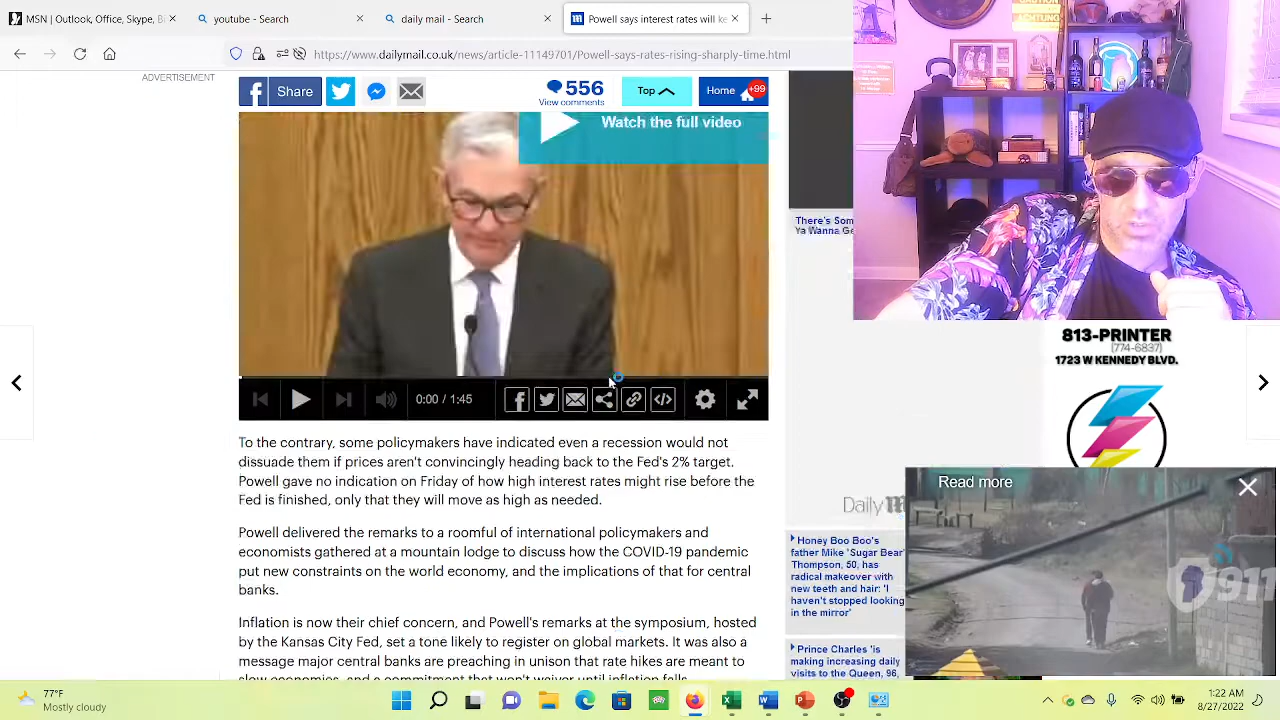 MSN | Outlook, Office, Skype, Bi
youtube - Search
daily mail - Search
Powell says interest rates will ke
https://www.dailymail.co.uk/news/article-11149701/Powell-says-rates-rising-sharply-time.html
ADVERTISEMENT
Share
556
View comments
Top
Home
+99
Watch the full video
There's Som
Ya Wanna Ge
ACHTUNG
813-PRINTER
(774-6837)
1723 W KENNEDY BLVD.
0:00 / 1:45
To the contrary, some policymakers have indicated even a recession would not
dissuade them if prices aren't convincingly heading back to the Fed's 2% target.
Powell gave no indication on Friday of how high interest rates might rise before the
Fed is finished, only that they will move as high as needed.
Powell delivered the remarks to a roomful of international policymakers and
economists gathered at a mountain lodge to discuss how the COVID-19 pandemic
put new constraints on the world economy, and the implications of that for central
banks.
Inflation is now their chief concern, and Powell's remarks at the symposium, hosted
by the Kansas City Fed, set a tone likely to register on global markets. It was also a
message major central banks are preaching in unison that rate hikes are meant to
Daily M
Honey Boo Boo's
father Mike 'Sugar Bear'
Thompson, 50, has
radical makeover with
new teeth and hair: 'I
haven't stopped looking
in the mirror'
Prince Charles 'is
making increasing daily
visits to the Queen, 96,
Read more
911
77°F
Mostly cloudy
1:22 AM
8/27/2022